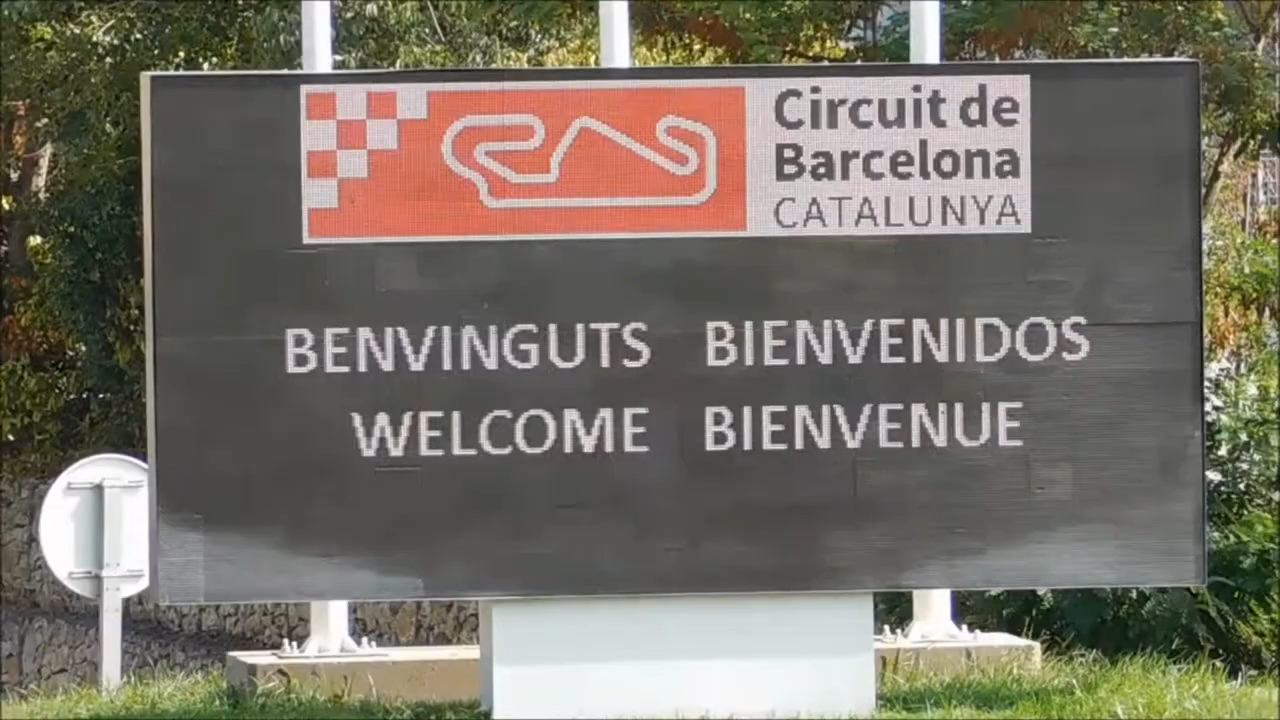 Circuit de
Barcelona
CATALUNYA
BENVINGUTS BIENVENIDOS
WELCOME BIENVENUE